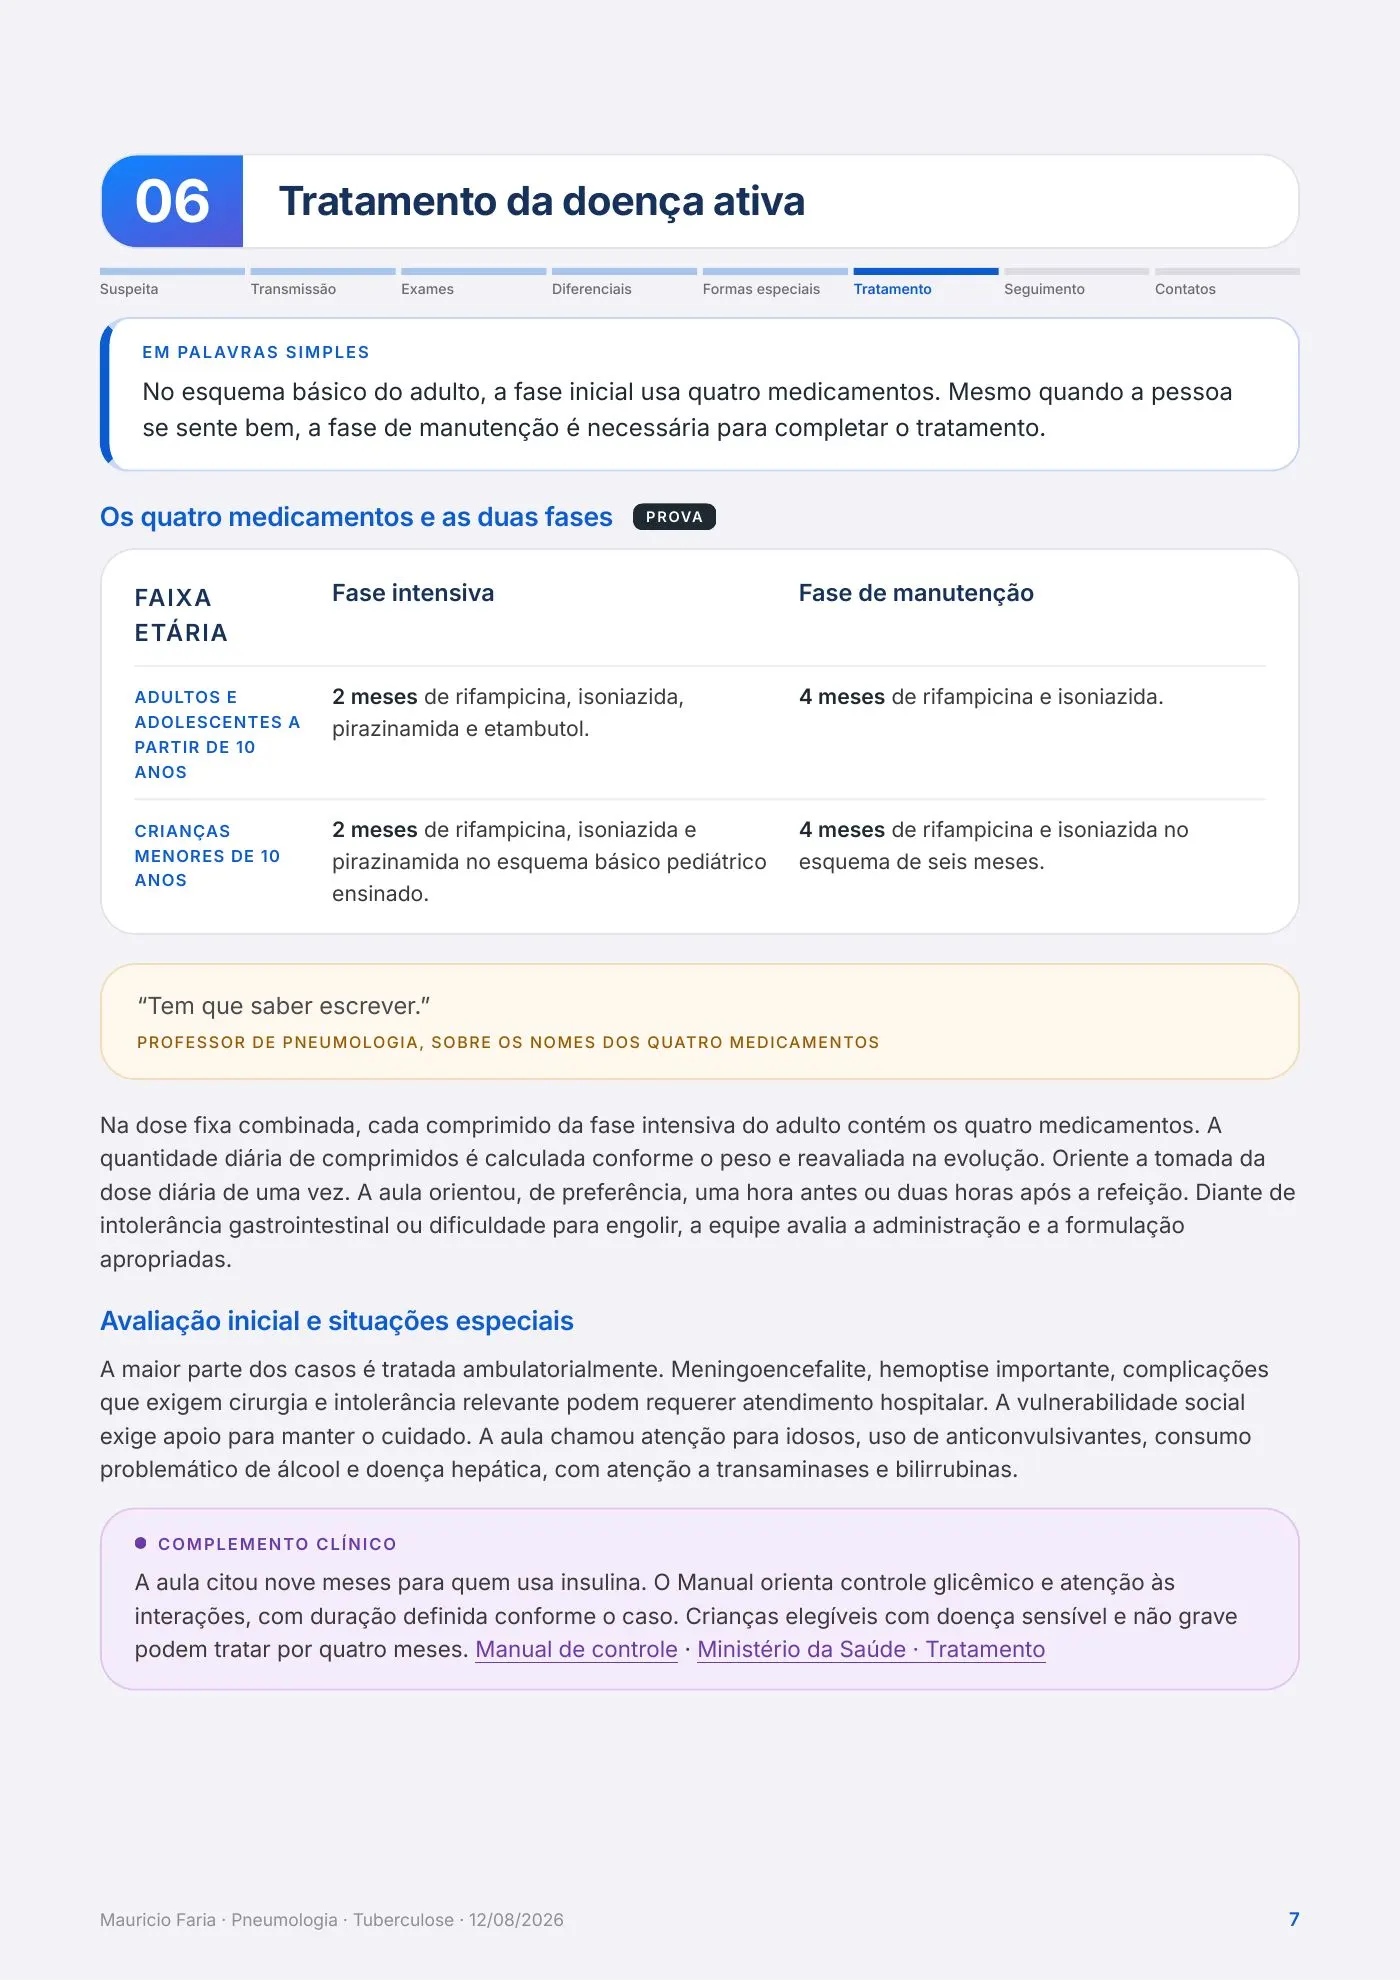 06 Tratamento da doença ativa
Suspeita Transmissão Exames Diferenciais Formas especiais Tratamento Seguimento Contatos
EM PALAVRAS SIMPLES
No esquema básico do adulto, a fase inicial usa quatro medicamentos. Mesmo quando a pessoa
se sente bem, a fase de manutenção é necessária para completar o tratamento.
Os quatro medicamentos e as duas fases PROVA
FAIXA
ETÁRIA
Fase intensiva
Fase de manutenção
ADULTOS E
ADOLESCENTES A
PARTIR DE 10
ANOS
2 meses de rifampicina, isoniazida,
pirazinamida e etambutol.
4 meses de rifampicina e isoniazida.
CRIANÇAS
MENORES DE 10
ANOS
2 meses de rifampicina, isoniazida e
pirazinamida no esquema básico pediátrico
ensinado.
4 meses de rifampicina e isoniazida no
esquema de seis meses.
“Tem que saber escrever.”
PROFESSOR DE PNEUMOLOGIA, SOBRE OS NOMES DOS QUATRO MEDICAMENTOS
Na dose fixa combinada, cada comprimido da fase intensiva do adulto contém os quatro medicamentos. A
quantidade diária de comprimidos é calculada conforme o peso e reavaliada na evolução. Oriente a tomada da
dose diária de uma vez. A aula orientou, de preferência, uma hora antes ou duas horas após a refeição. Diante de
intolerância gastrointestinal ou dificuldade para engolir, a equipe avalia a administração e a formulação
apropriadas.
Avaliação inicial e situações especiais
A maior parte dos casos é tratada ambulatorialmente. Meningoencefalite, hemoptise importante, complicações
que exigem cirurgia e intolerância relevante podem requerer atendimento hospitalar. A vulnerabilidade social
exige apoio para manter o cuidado. A aula chamou atenção para idosos, uso de anticonvulsivantes, consumo
problemático de álcool e doença hepática, com atenção a transaminases e bilirrubinas.
COMPLEMENTO CLÍNICO
A aula citou nove meses para quem usa insulina. O Manual orienta controle glicêmico e atenção às
interações, com duração definida conforme o caso. Crianças elegíveis com doença sensível e não grave
podem tratar por quatro meses. Manual de controle · Ministério da Saúde · Tratamento
Mauricio Faria · Pneumologia · Tuberculose · 12/08/2026 7